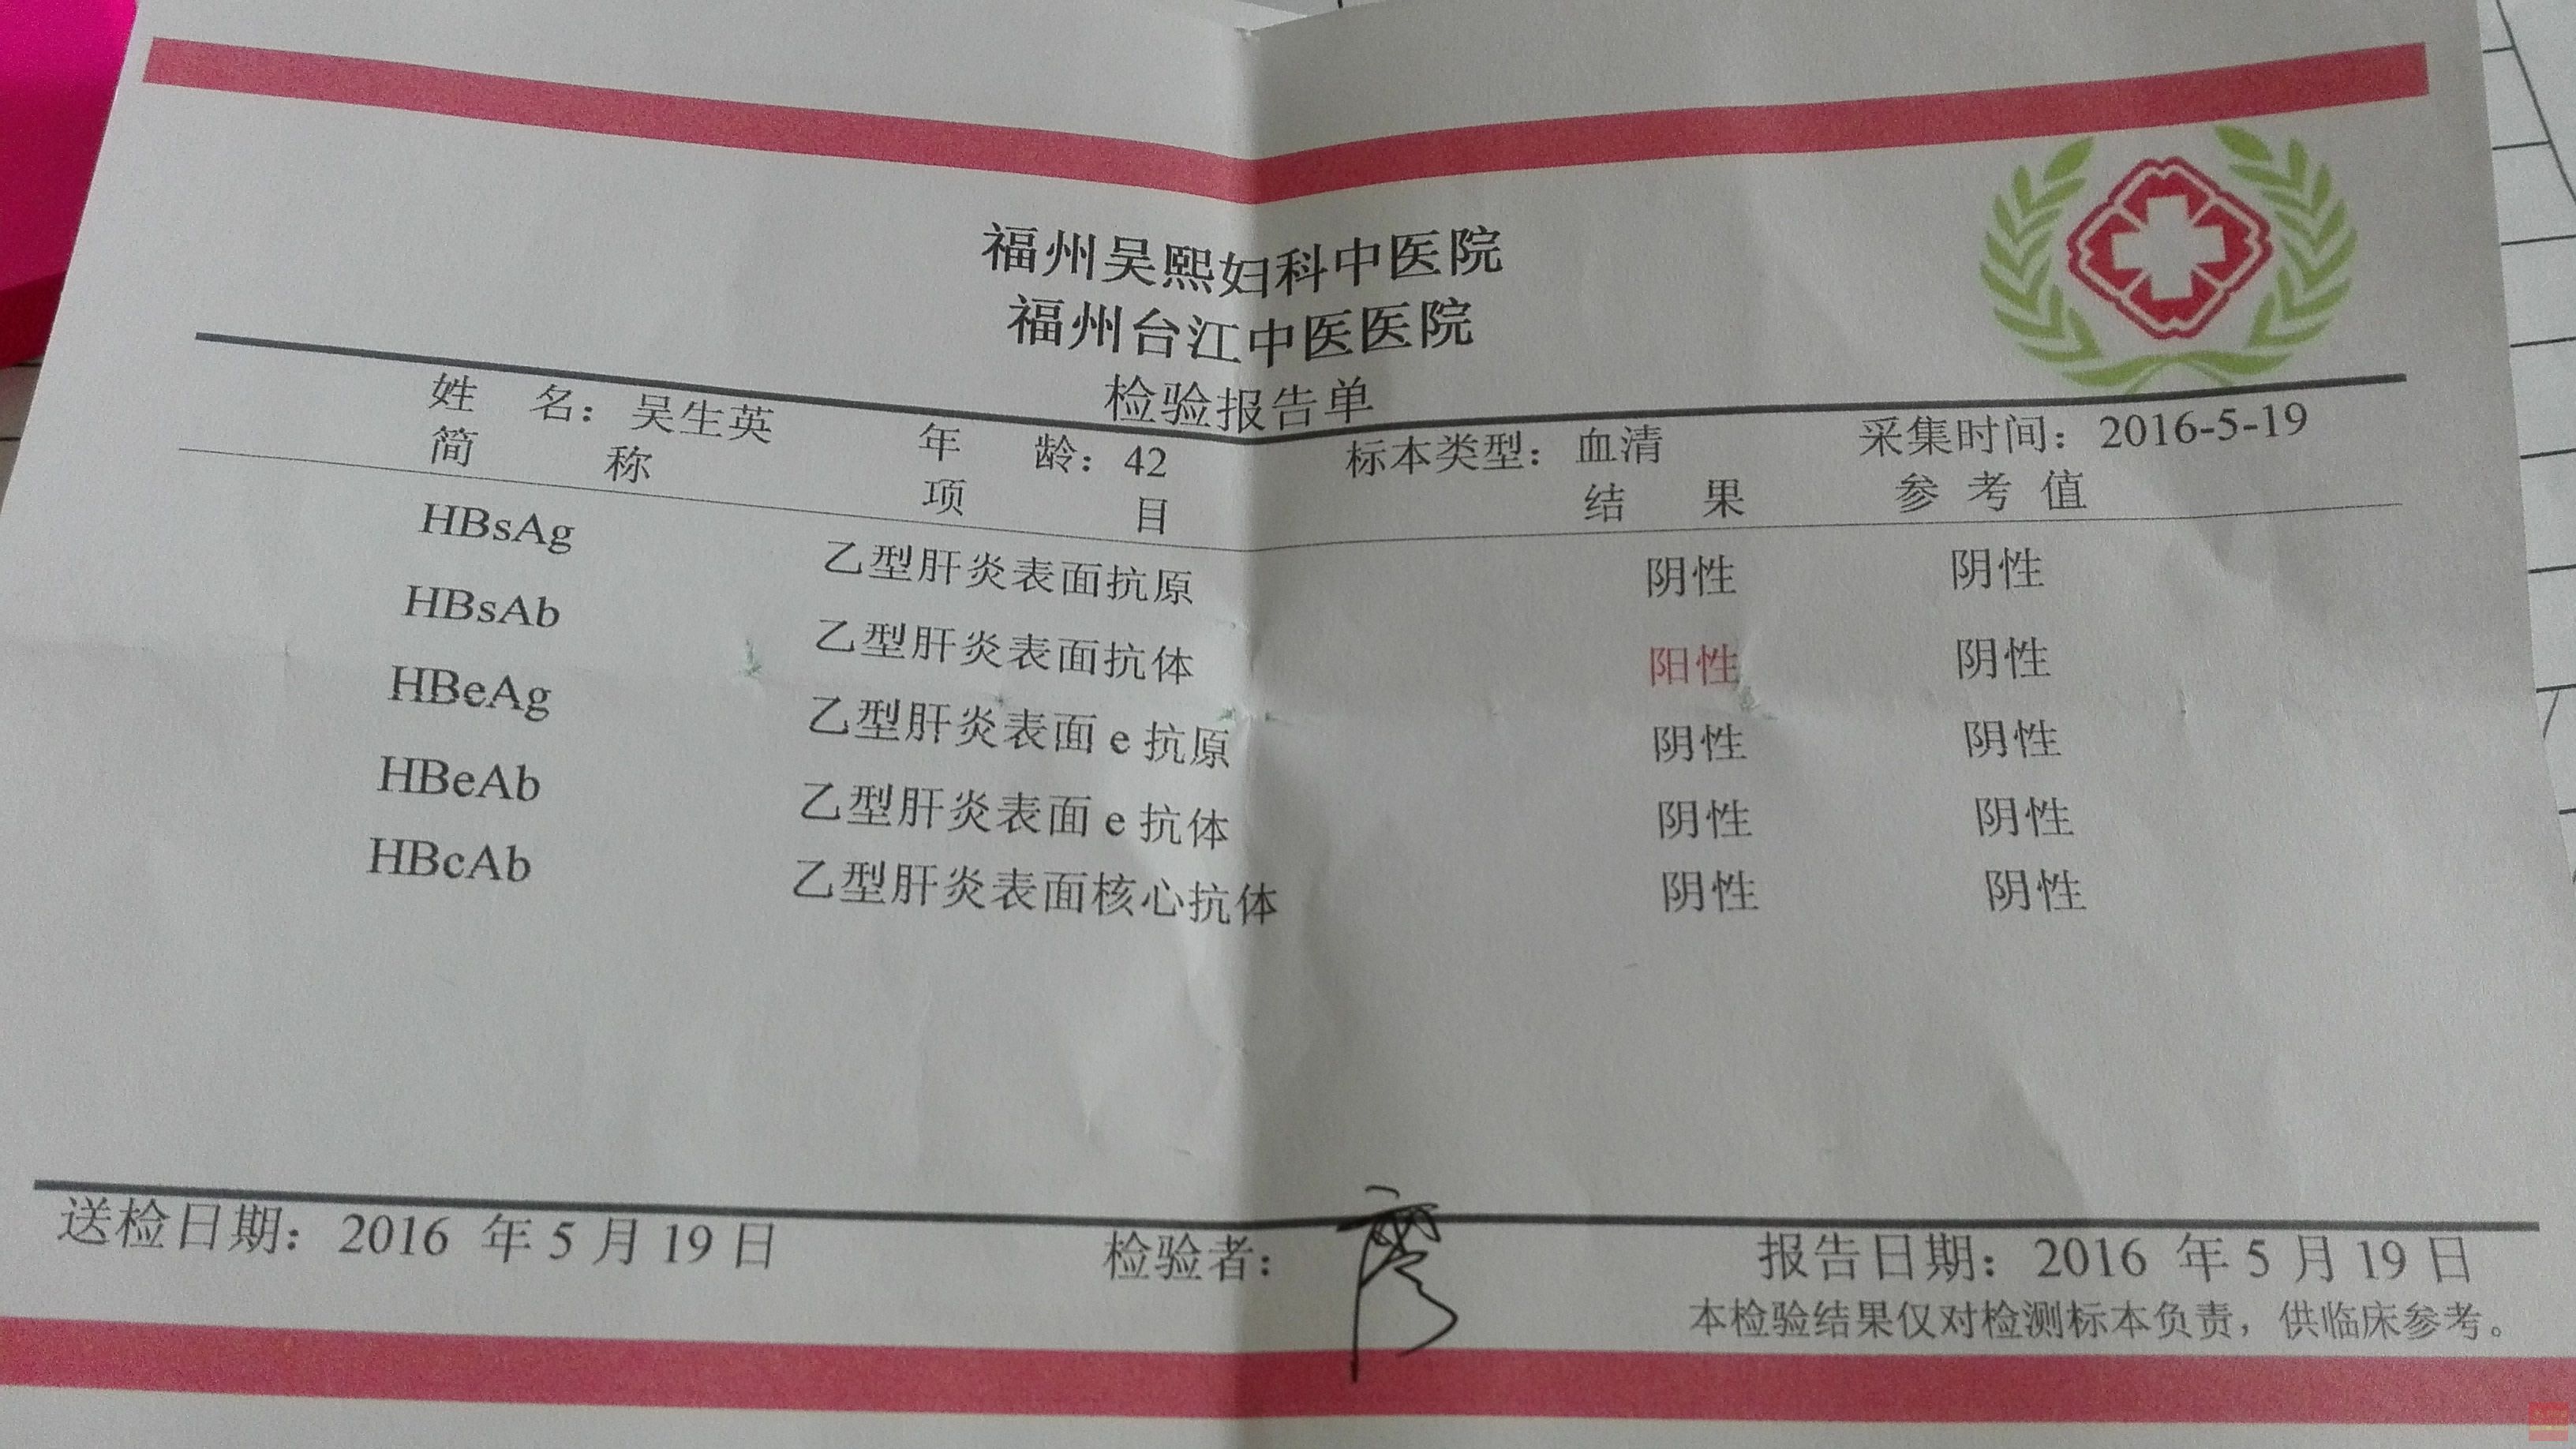 福州吴熙妇科中医院
福州台江中医医院
检验报告单
姓 名：吴生英 年 龄：42 标本类型：血清 采集时间：2016-5-19
简 称 项 目 结 果 参 考 值
HBsAg 乙型肝炎表面抗原 阴性 阴性
HBsAb 乙型肝炎表面抗体 阳性 阴性
HBeAg 乙型肝炎表面 e 抗原 阴性 阴性
HBeAb 乙型肝炎表面 e 抗体 阴性 阴性
HBcAb 乙型肝炎表面核心抗体 阴性 阴性
送检日期：2016 年 5 月 19 日 检验者： 报告日期：2016 年 5 月 19 日
本检验结果仅对检测标本负责，供临床参考。